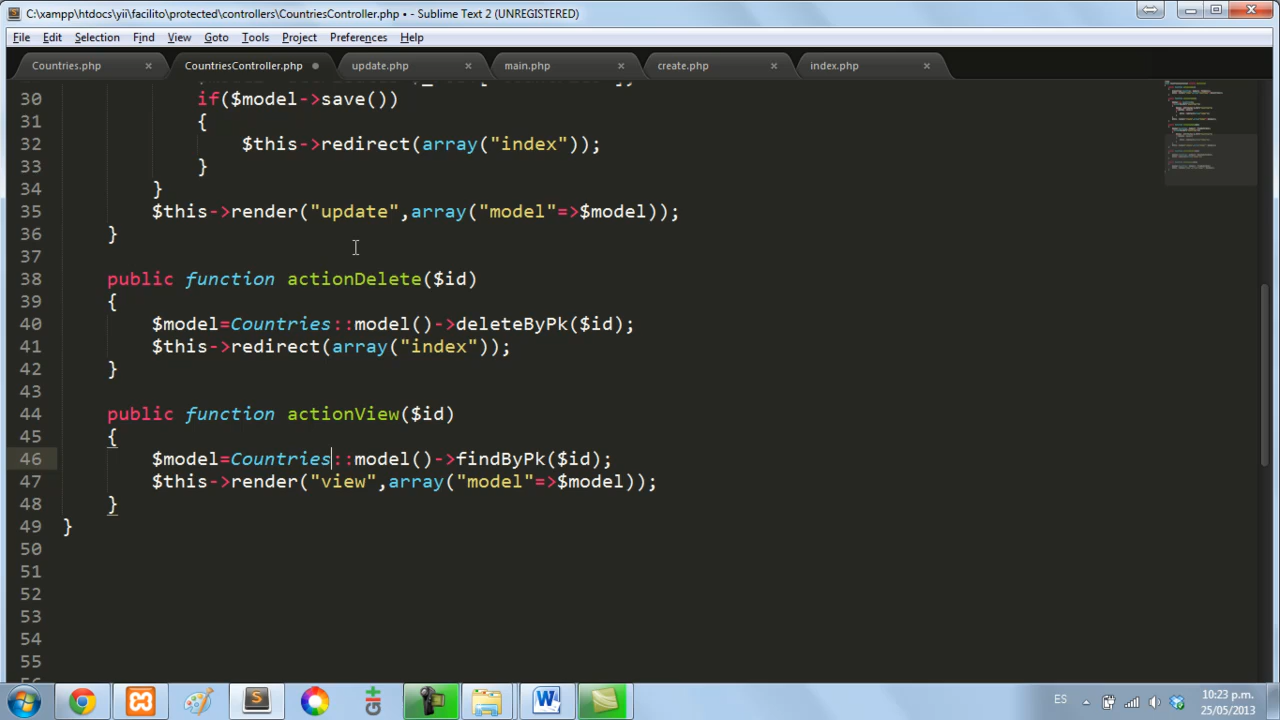 C:\xampp\htdocs\yii\facilito\protected\controllers\CountriesController.php • - Sublime Text 2 (UNREGISTERED)
File Edit Selection Find View Goto Tools Project Preferences Help
Countries.php CountriesController.php update.php main.php create.php index.php
30 if($model->save())
31 {
32 $this->redirect(array("index"));
33 }
34 }
35 $this->render("update",array("model"=>$model));
36 }
37
38 public function actionDelete($id)
39 {
40 $model=Countries::model()->deleteByPk($id);
41 $this->redirect(array("index"));
42 }
43
44 public function actionView($id)
45 {
46 $model=Countries::model()->findByPk($id);
47 $this->render("view",array("model"=>$model));
48 }
49 }
50
51
52
53
54
55
ES 10:23 p.m.
25/05/2013